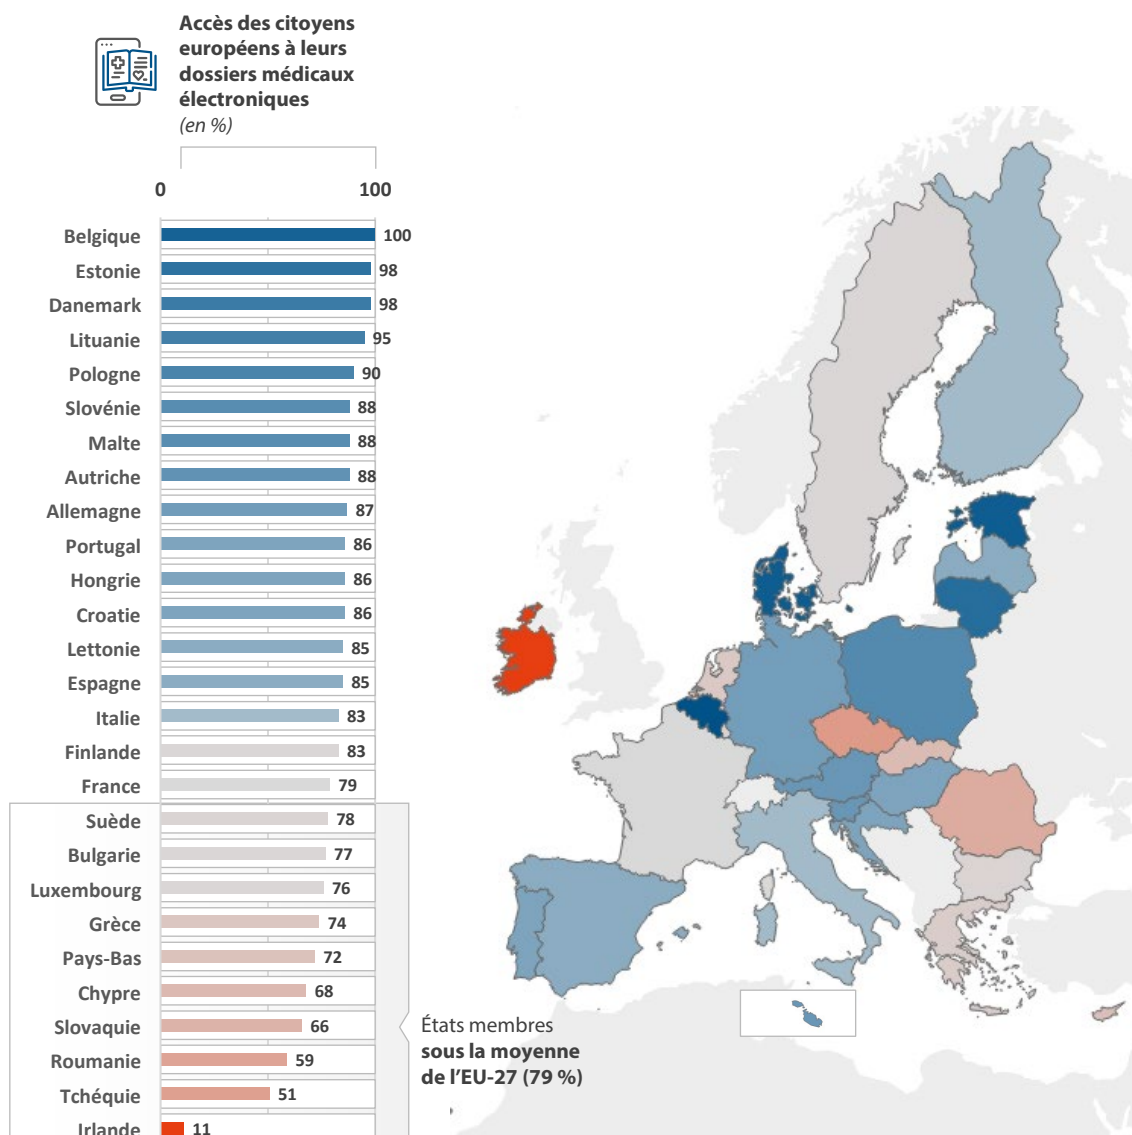 Accès des citoyens
européens à leurs
dossiers médicaux
électroniques
(en %)
0 100
Belgique 100
Estonie 98
Danemark 98
Lituanie 95
Pologne 90
Slovénie 88
Malte 88
Autriche 88
Allemagne 87
Portugal 86
Hongrie 86
Croatie 86
Lettonie 85
Espagne 85
Italie 83
Finlande 83
France 79
Suède 78
Bulgarie 77
Luxembourg 76
Grèce 74
Pays-Bas 72
Chypre 68
Slovaquie 66
Roumanie 59
Tchéquie 51
Irlande 11
États membres
sous la moyenne
de l'EU-27 (79 %)